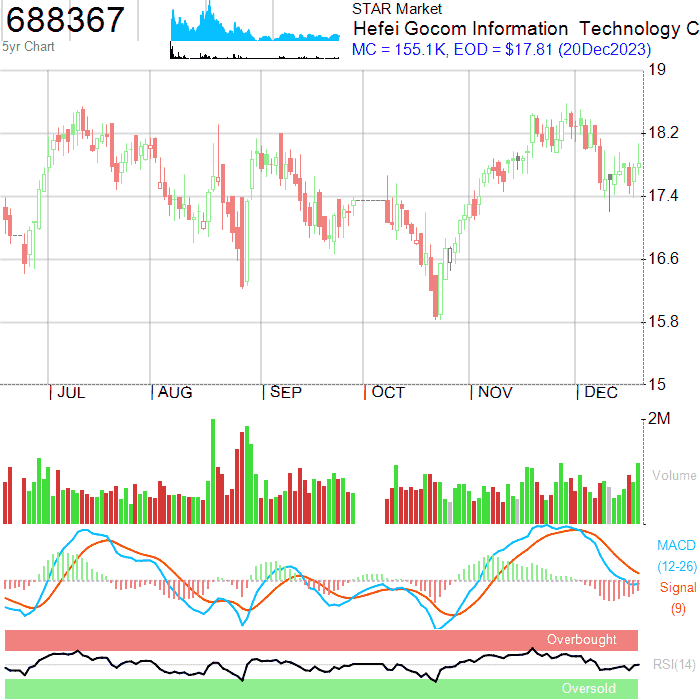 688367
5yr Chart
STAR Market
Hefei Gocom Information Technology C
MC = 155.1K, EOD = $17.81 (20Dec2023)
19
18.2
17.4
16.6
15.8
15
JUL
AUG
SEP
OCT
NOV
DEC
2M
Volume
MACD
(12-26)
Signal
(9)
Overbought
RSI(14)
Oversold